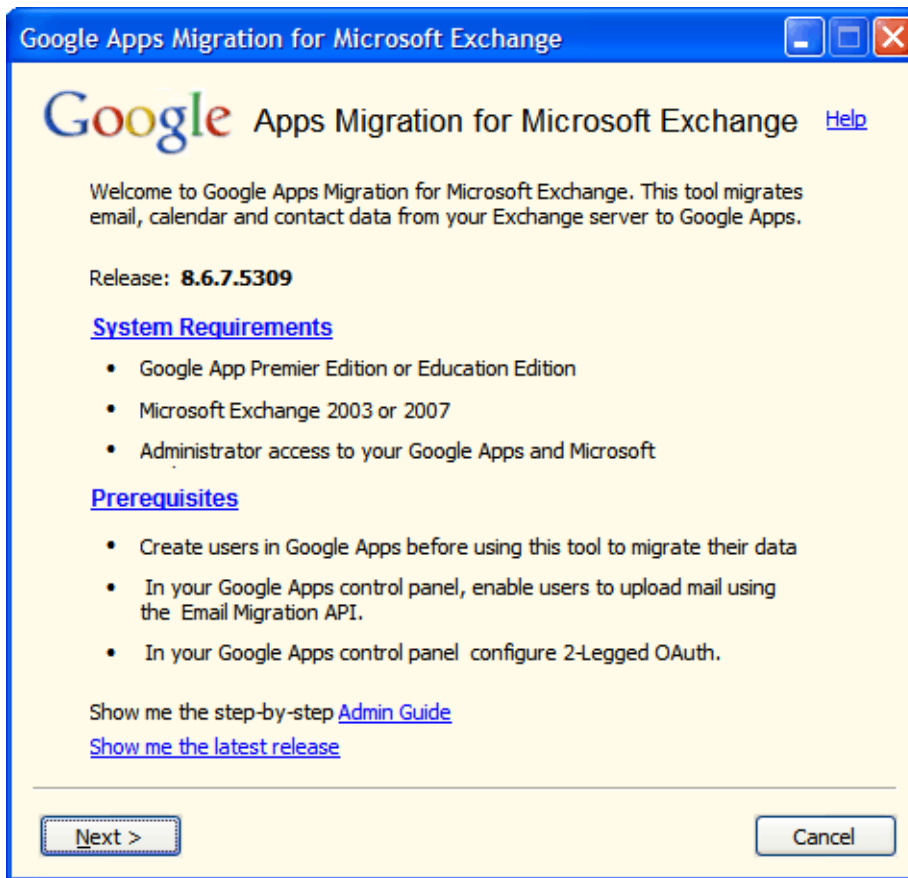 Google Apps Migration for Microsoft Exchange
Google Apps Migration for Microsoft Exchange Help
Welcome to Google Apps Migration for Microsoft Exchange. This tool migrates
email, calendar and contact data from your Exchange server to Google Apps.
Release: 8.6.7.5309
System Requirements
• Google App Premier Edition or Education Edition
• Microsoft Exchange 2003 or 2007
• Administrator access to your Google Apps and Microsoft
Prerequisites
• Create users in Google Apps before using this tool to migrate their data
• In your Google Apps control panel, enable users to upload mail using
the Email Migration API.
• In your Google Apps control panel configure 2-Legged OAuth.
Show me the step-by-step Admin Guide
Show me the latest release
Next > Cancel